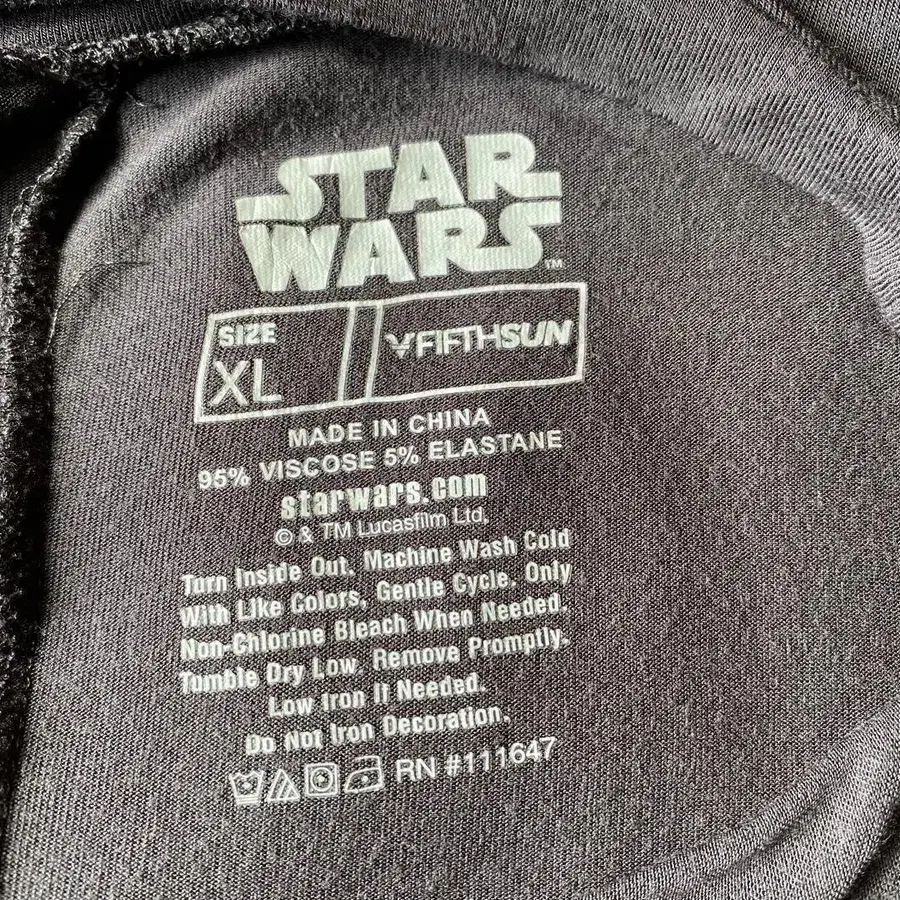 STAR
WARS™
SIZE
XL
FIFTHSUN
MADE IN CHINA
95% VISCOSE 5% ELASTANE
starwars.com
© & TM Lucasfilm Ltd.
Turn Inside Out. Machine Wash Cold
With Like Colors, Gentle Cycle. Only
Non-Chlorine Bleach When Needed.
Tumble Dry Low. Remove Promptly.
Low Iron If Needed.
Do Not Iron Decoration.
RN #111647